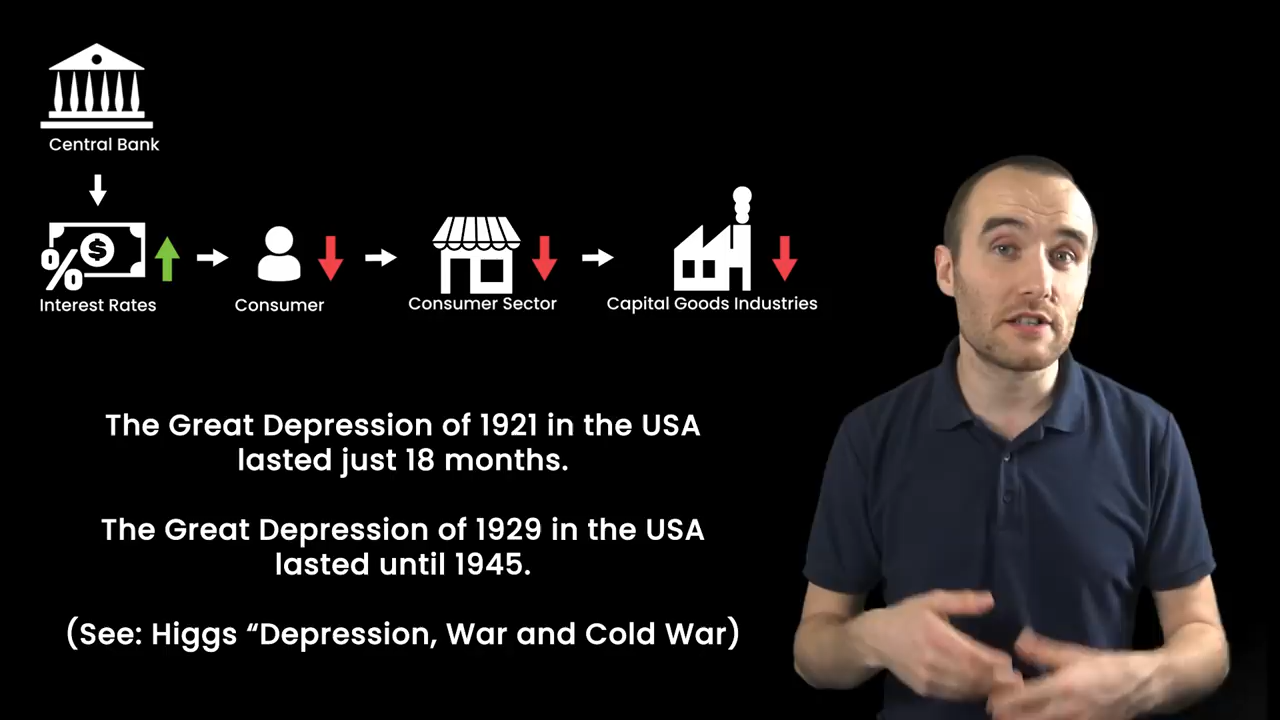 Central Bank
%
$
Interest Rates
Consumer
Consumer Sector
Capital Goods Industries
The Great Depression of 1921 in the USA
lasted just 18 months.
The Great Depression of 1929 in the USA
lasted until 1945.
(See: Higgs “Depression, War and Cold War)